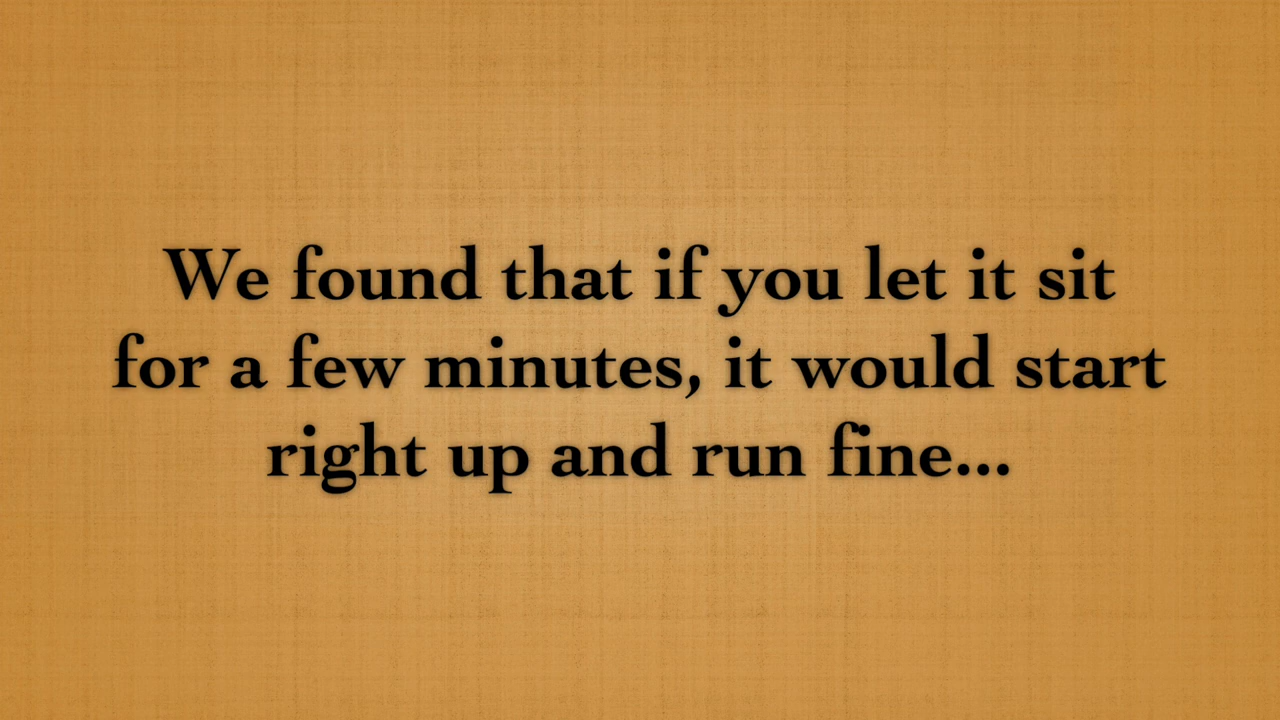 We found that if you let it sit
for a few minutes, it would start
right up and run fine...